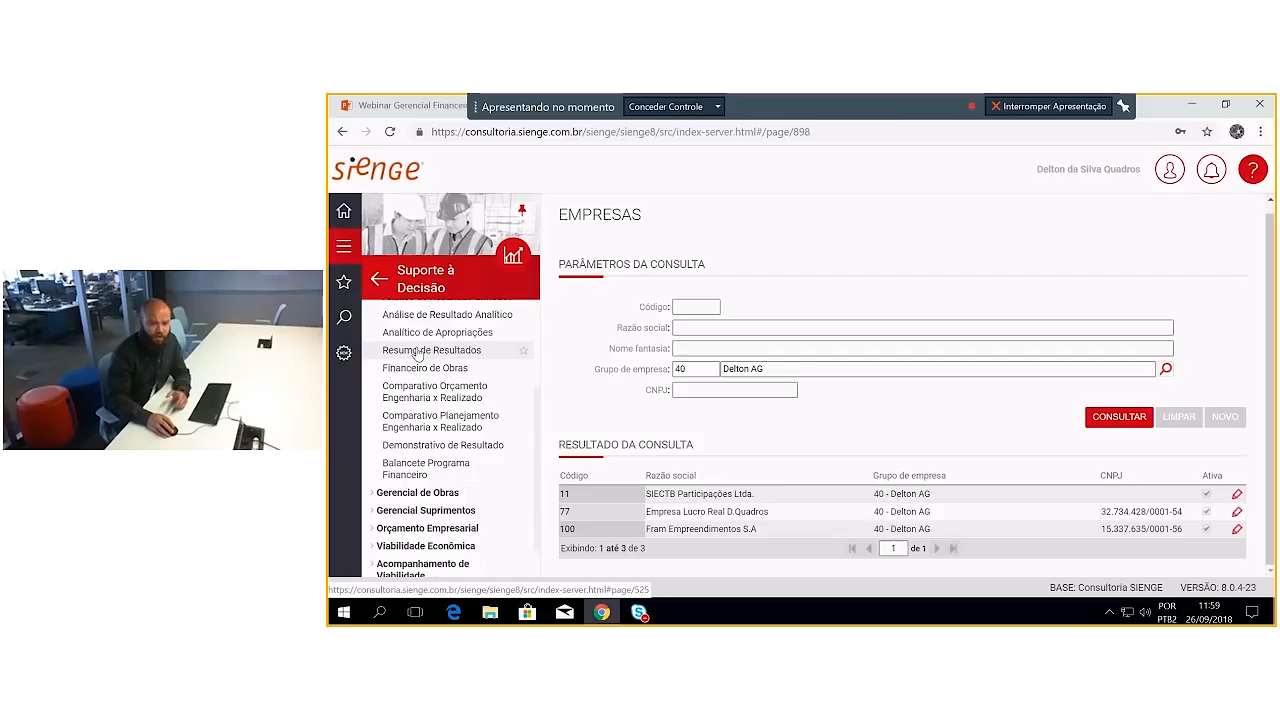 Webinar Gerencial Financei
Apresentando no momento
Conceder Controle
Interromper Apresentação
https://consultoria.sienge.com.br/sienge/sienge8/src/index-server.html#/page/898
sienge
Delton da Silva Quadros
?
Suporte à
Decisão
Análise de Resultado Analítico
Analítico de Apropriações
Resumo de Resultados
Financeiro de Obras
Comparativo Orçamento
Engenharia x Realizado
Comparativo Planejamento
Engenharia x Realizado
Demonstrativo de Resultado
Balancete Programa
Financeiro
Gerencial de Obras
Gerencial Suprimentos
Orçamento Empresarial
Viabilidade Econômica
Acompanhamento de
Viabilidade
EMPRESAS
PARÂMETROS DA CONSULTA
Código:
Razão social:
Nome fantasia:
Grupo de empresa: 40 Delton AG
CNPJ:
CONSULTAR LIMPAR NOVO
RESULTADO DA CONSULTA
Código Razão social Grupo de empresa CNPJ Ativa
11 SIECTB Participações Ltda. 40 - Delton AG
77 Empresa Lucro Real D.Quadros 40 - Delton AG 32.734.428/0001-54
100 Fram Empreendimentos S.A 40 - Delton AG 15.337.635/0001-56
Exibindo: 1 até 3 de 3 1 de 1
https://consultoria.sienge.com.br/sienge/sienge8/src/index-server.html#/page/525
BASE: Consultoria SIENGE VERSÃO: 8.0.4-23
POR
PTB2
11:59
26/09/2018